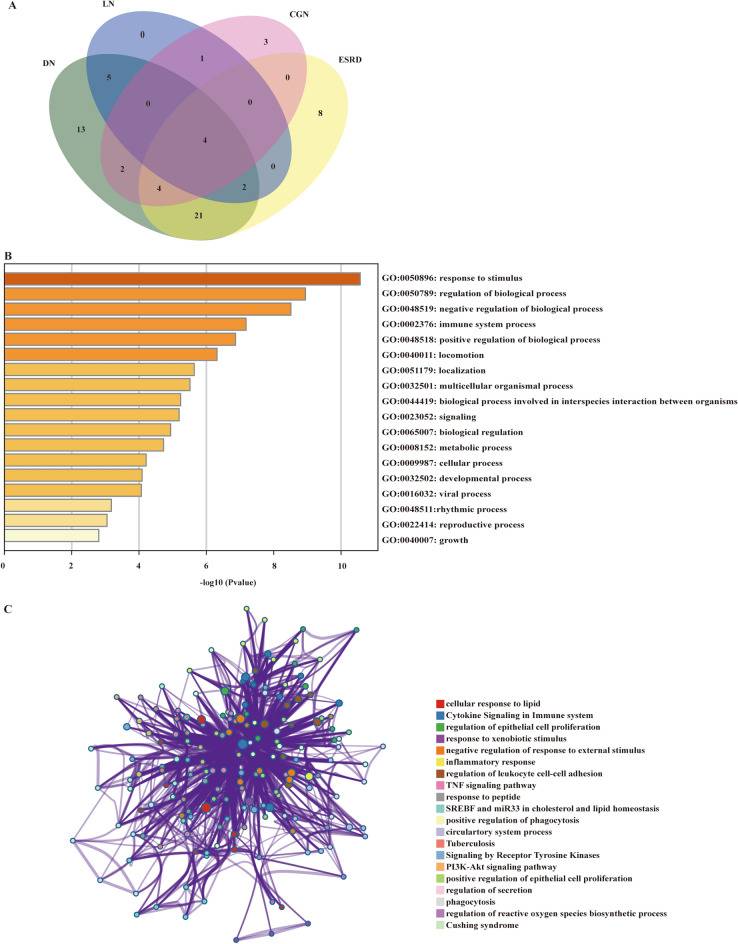 A
LN
CGN
DN
ESRD
0
3
1
0
5
8
0
0
13
4
2
0
4
2
21
B
GO:0050896: response to stimulus
GO:0050789: regulation of biological process
GO:0048519: negative regulation of biological process
GO:0002376: immune system process
GO:0048518: positive regulation of biological process
GO:0040011: locomotion
GO:0051179: localization
GO:0032501: multicellular organismal process
GO:0044419: biological process involved in interspecies interaction between organisms
GO:0023052: signaling
GO:0065007: biological regulation
GO:0008152: metabolic process
GO:0009987: cellular process
GO:0032502: developmental process
GO:0016032: viral process
GO:0048511:rhythmic process
GO:0022414: reproductive process
GO:0040007: growth
0 2 4 6 8 10
-log10 (Pvalue)
C
cellular response to lipid
Cytokine Signaling in Immune system
regulation of epithelial cell proliferation
response to xenobiotic stimulus
negative regulation of response to external stimulus
inflammatory response
regulation of leukocyte cell-cell adhesion
TNF signaling pathway
response to peptide
SREBF and miR33 in cholesterol and lipid homeostasis
positive regulation of phagocytosis
circulartory system process
Tuberculosis
Signaling by Receptor Tyrosine Kinases
PI3K-Akt signaling pathway
positive regulation of epithelial cell proliferation
regulation of secretion
phagocytosis
regulation of reactive oxygen species biosynthetic process
Cushing syndrome